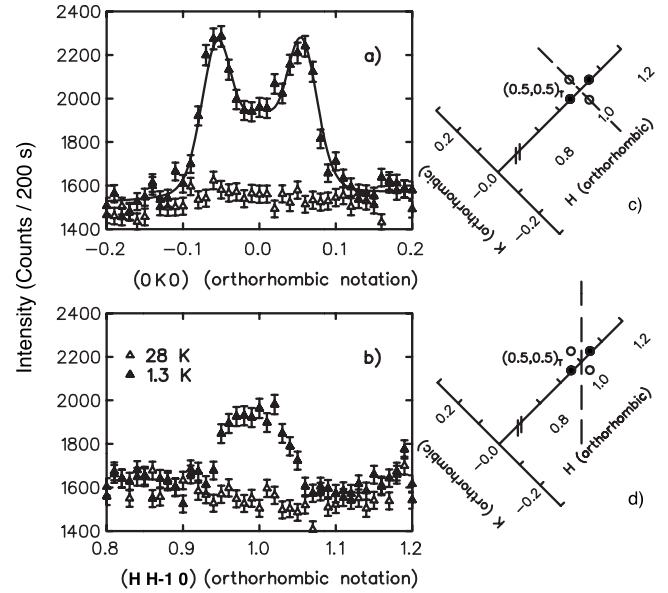 Intensity (Counts / 200 s)
2400
2200
2000
1800
1600
1400
a)
−0.2
−0.1
0.0
0.1
0.2
(0 K 0) (orthorhombic notation)
(0.5,0.5)T
1.2
1.0
0.8
H (orthorhombic)
0.2
−0.0
−0.2
K (orthorhombic)
c)
2400
2200
2000
1800
1600
1400
28 K
1.3 K
b)
0.8
0.9
1.0
1.1
1.2
(H H-1 0) (orthorhombic notation)
(0.5,0.5)T
1.2
1.0
0.8
H (orthorhombic)
0.2
−0.0
−0.2
K (orthorhombic)
d)